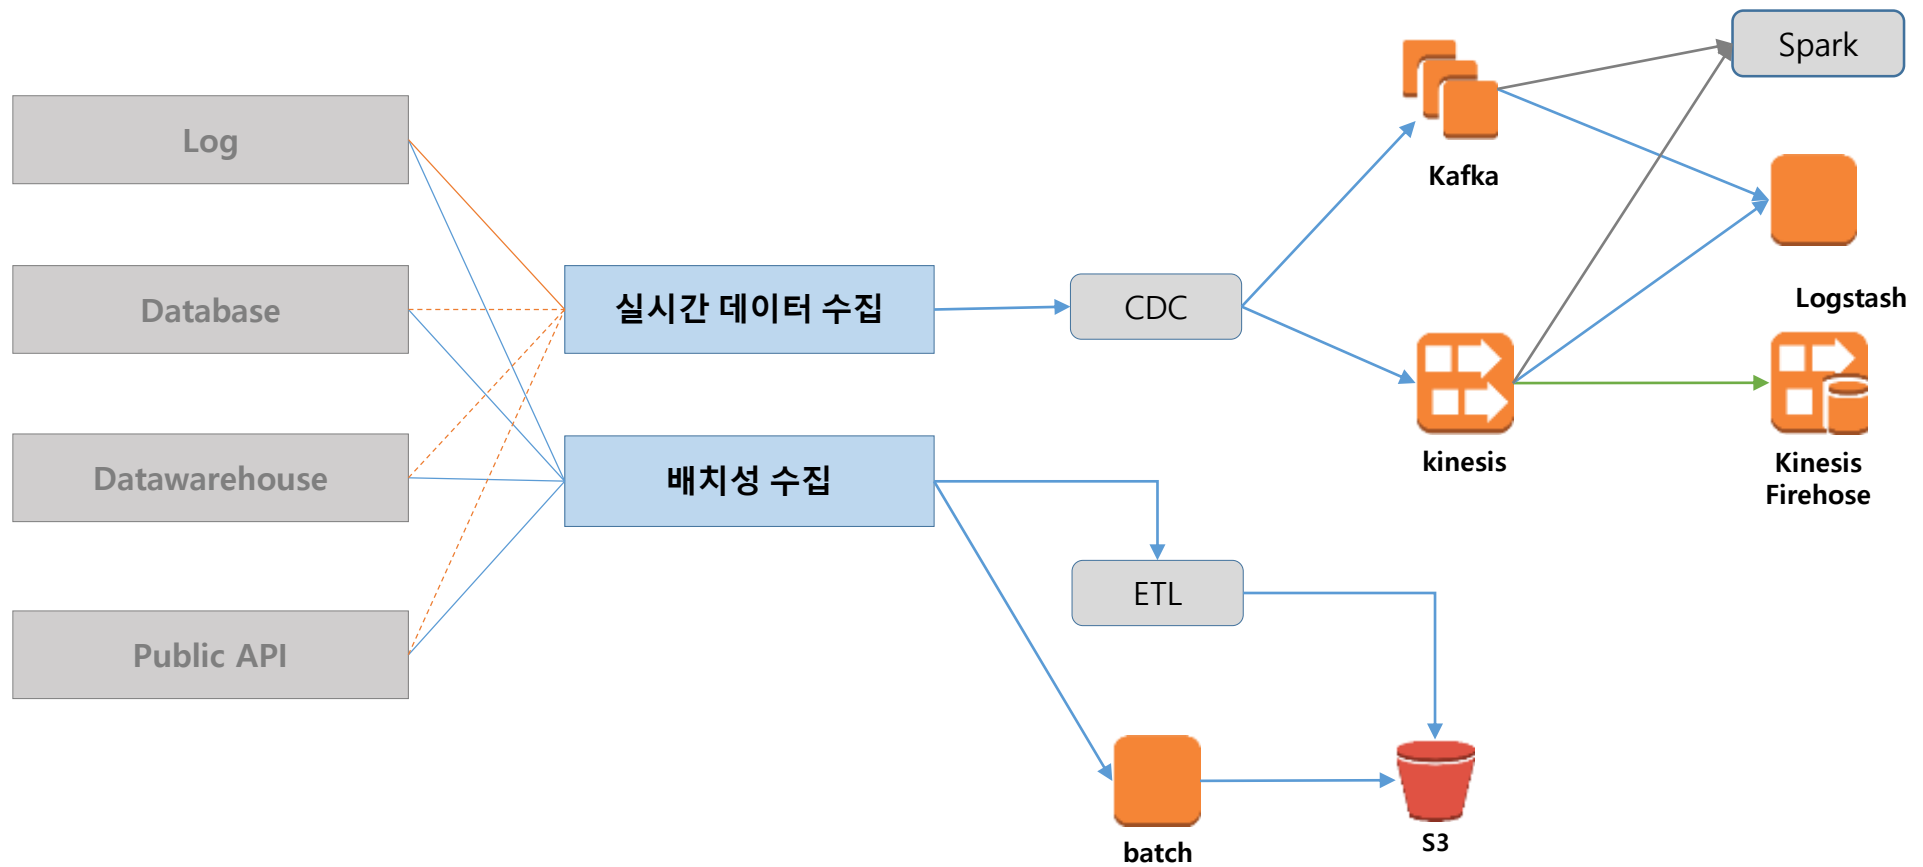 Log
Database
Datawarehouse
Public API
실시간 데이터 수집
배치성 수집
CDC
ETL
batch
S3
Kafka
kinesis
Spark
Logstash
Kinesis
Firehose